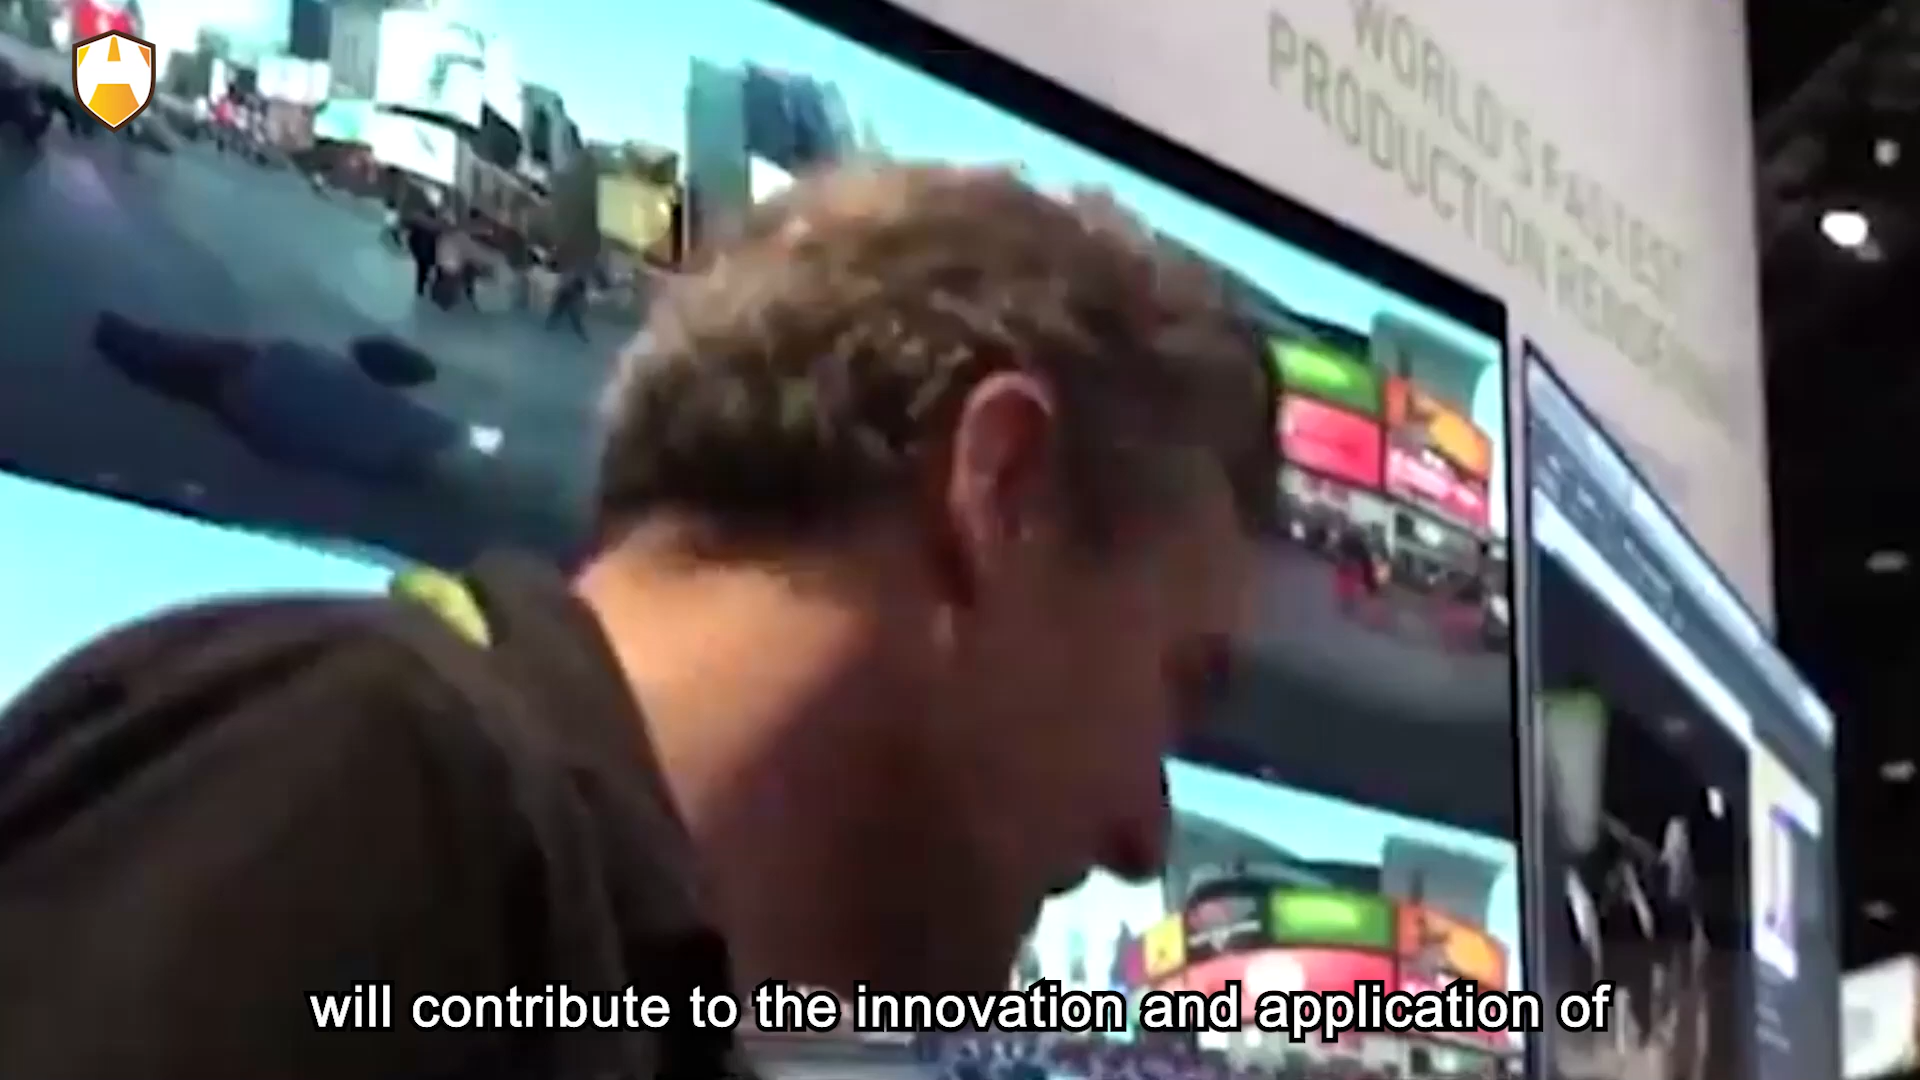 WORLD'S FASTEST
PRODUCTION
will contribute to the innovation and application of